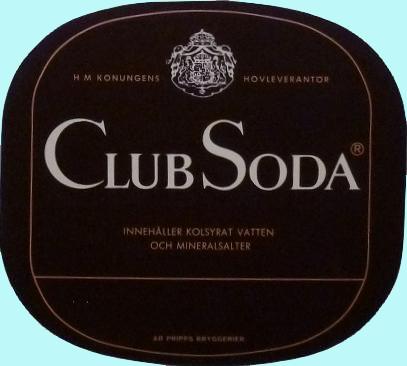 H M KONUNGENS HOVLEVERANTÖR
CLUB SODA®
INNEHÅLLER KOLSYRAT VATTEN
OCH MINERALSALTER
AB PRIPPS BRYGGERIER